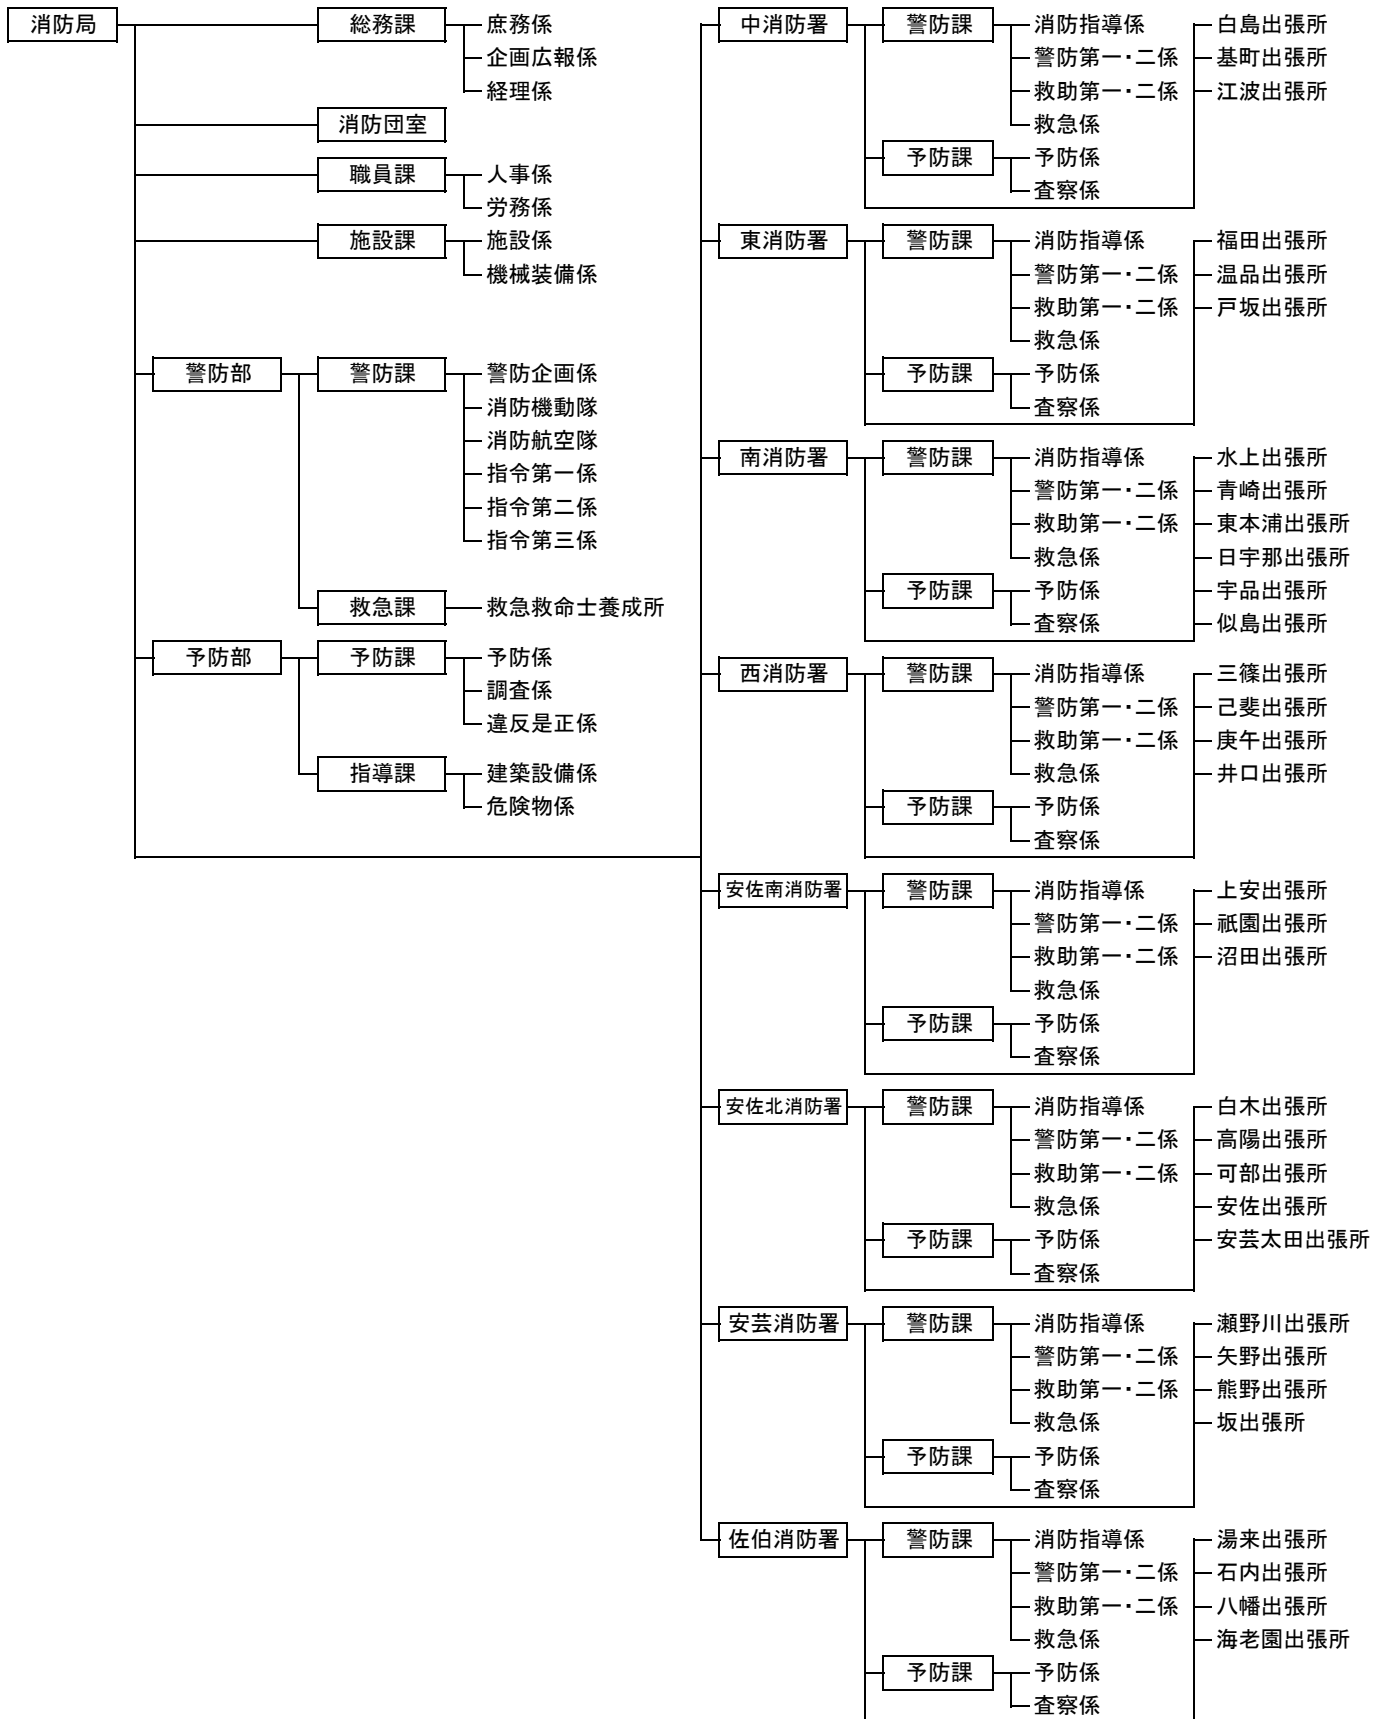 消防局
総務課
庶務係
企画広報係
経理係
消防団室
職員課
人事係
労務係
施設課
施設係
機械装備係
警防部
警防課
警防企画係
消防機動隊
消防航空隊
指令第一係
指令第二係
指令第三係
救急課
救急救命士養成所
予防部
予防課
予防係
調査係
違反是正係
指導課
建築設備係
危険物係
中消防署
警防課
消防指導係
警防第一・二係
救助第一・二係
救急係
予防課
予防係
査察係
白島出張所
基町出張所
江波出張所
東消防署
警防課
消防指導係
警防第一・二係
救助第一・二係
救急係
予防課
予防係
査察係
福田出張所
温品出張所
戸坂出張所
南消防署
警防課
消防指導係
警防第一・二係
救助第一・二係
救急係
予防課
予防係
査察係
水上出張所
青崎出張所
東本浦出張所
日宇那出張所
宇品出張所
似島出張所
西消防署
警防課
消防指導係
警防第一・二係
救助第一・二係
救急係
予防課
予防係
査察係
三篠出張所
己斐出張所
庚午出張所
井口出張所
安佐南消防署
警防課
消防指導係
警防第一・二係
救助第一・二係
救急係
予防課
予防係
査察係
上安出張所
祇園出張所
沼田出張所
安佐北消防署
警防課
消防指導係
警防第一・二係
救助第一・二係
救急係
予防課
予防係
査察係
白木出張所
高陽出張所
可部出張所
安佐出張所
安芸太田出張所
安芸消防署
警防課
消防指導係
警防第一・二係
救助第一・二係
救急係
予防課
予防係
査察係
瀬野川出張所
矢野出張所
熊野出張所
坂出張所
佐伯消防署
警防課
消防指導係
警防第一・二係
救助第一・二係
救急係
予防課
予防係
査察係
湯来出張所
石内出張所
八幡出張所
海老園出張所